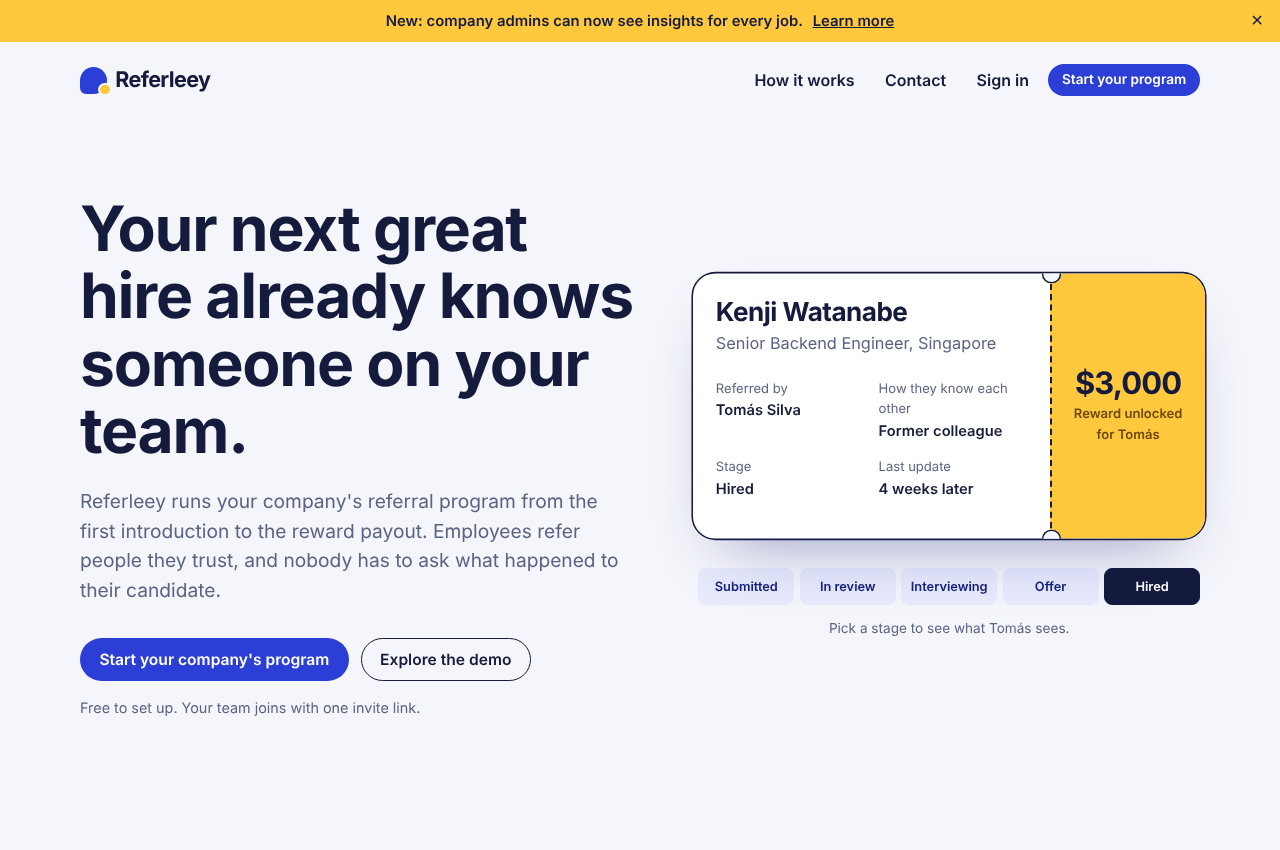 New: company admins can now see insights for every job. Learn more ×
Referleey
How it works Contact Sign in Start your program
Your next great
hire already knows
someone on your
team.
Referleey runs your company's referral program from the
first introduction to the reward payout. Employees refer
people they trust, and nobody has to ask what happened to
their candidate.
Start your company's program Explore the demo
Free to set up. Your team joins with one invite link.
Kenji Watanabe
Senior Backend Engineer, Singapore
Referred by
Tomás Silva
How they know each
other
Former colleague
Stage
Hired
Last update
4 weeks later
$3,000
Reward unlocked
for Tomás
Submitted In review Interviewing Offer Hired
Pick a stage to see what Tomás sees.